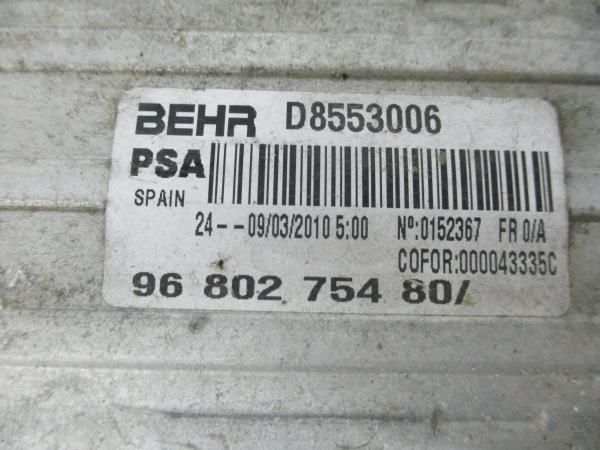 BEHR D8553006
PSA
SPAIN
24--09/03/2010 5:00 Nº:0152367 FR 0/A
COFOR:000043335C
96 802 754 80/